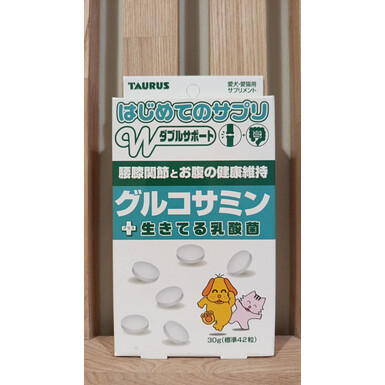 TAURUS
愛犬・愛猫用
サプリメント
はじめてのサプリ
W ダブルサポート
腰膝関節とお腹の健康維持
グルコサミン
+生きてる乳酸菌
30g(標準42粒)